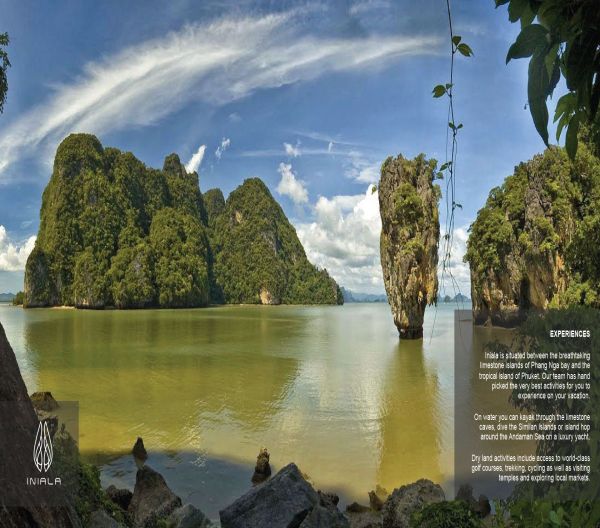 EXPERIENCES
Iniala is situated between the breathtaking
limestone islands of Phang Nga bay and the
tropical island of Phuket. Our team has hand
picked the very best activities for you to
experience on your vacation.
On water you can kayak through the limestone
caves, dive the Similan Islands or island hop
around the Andaman Sea on a luxury yacht.
Dry land activities include access to world-class
golf courses, trekking, cycling as well as visiting
temples and exploring local markets.
INIALA